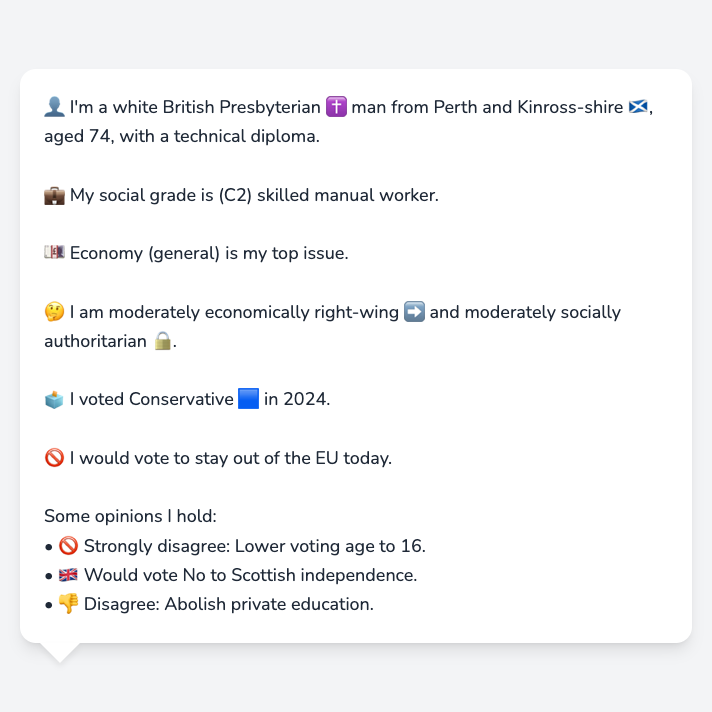 👤 I'm a white British Presbyterian ✝️ man from Perth and Kinross-shire 🏴󠁧󠁢󠁳󠁣󠁴󠁿,
aged 74, with a technical diploma.
💼 My social grade is (C2) skilled manual worker.
💷 Economy (general) is my top issue.
🤔 I am moderately economically right-wing ➡️ and moderately socially
authoritarian 🔒.
🗳️ I voted Conservative 🟦 in 2024.
🚫 I would vote to stay out of the EU today.
Some opinions I hold:
• 🚫 Strongly disagree: Lower voting age to 16.
• 🇬🇧 Would vote No to Scottish independence.
• 👎 Disagree: Abolish private education.